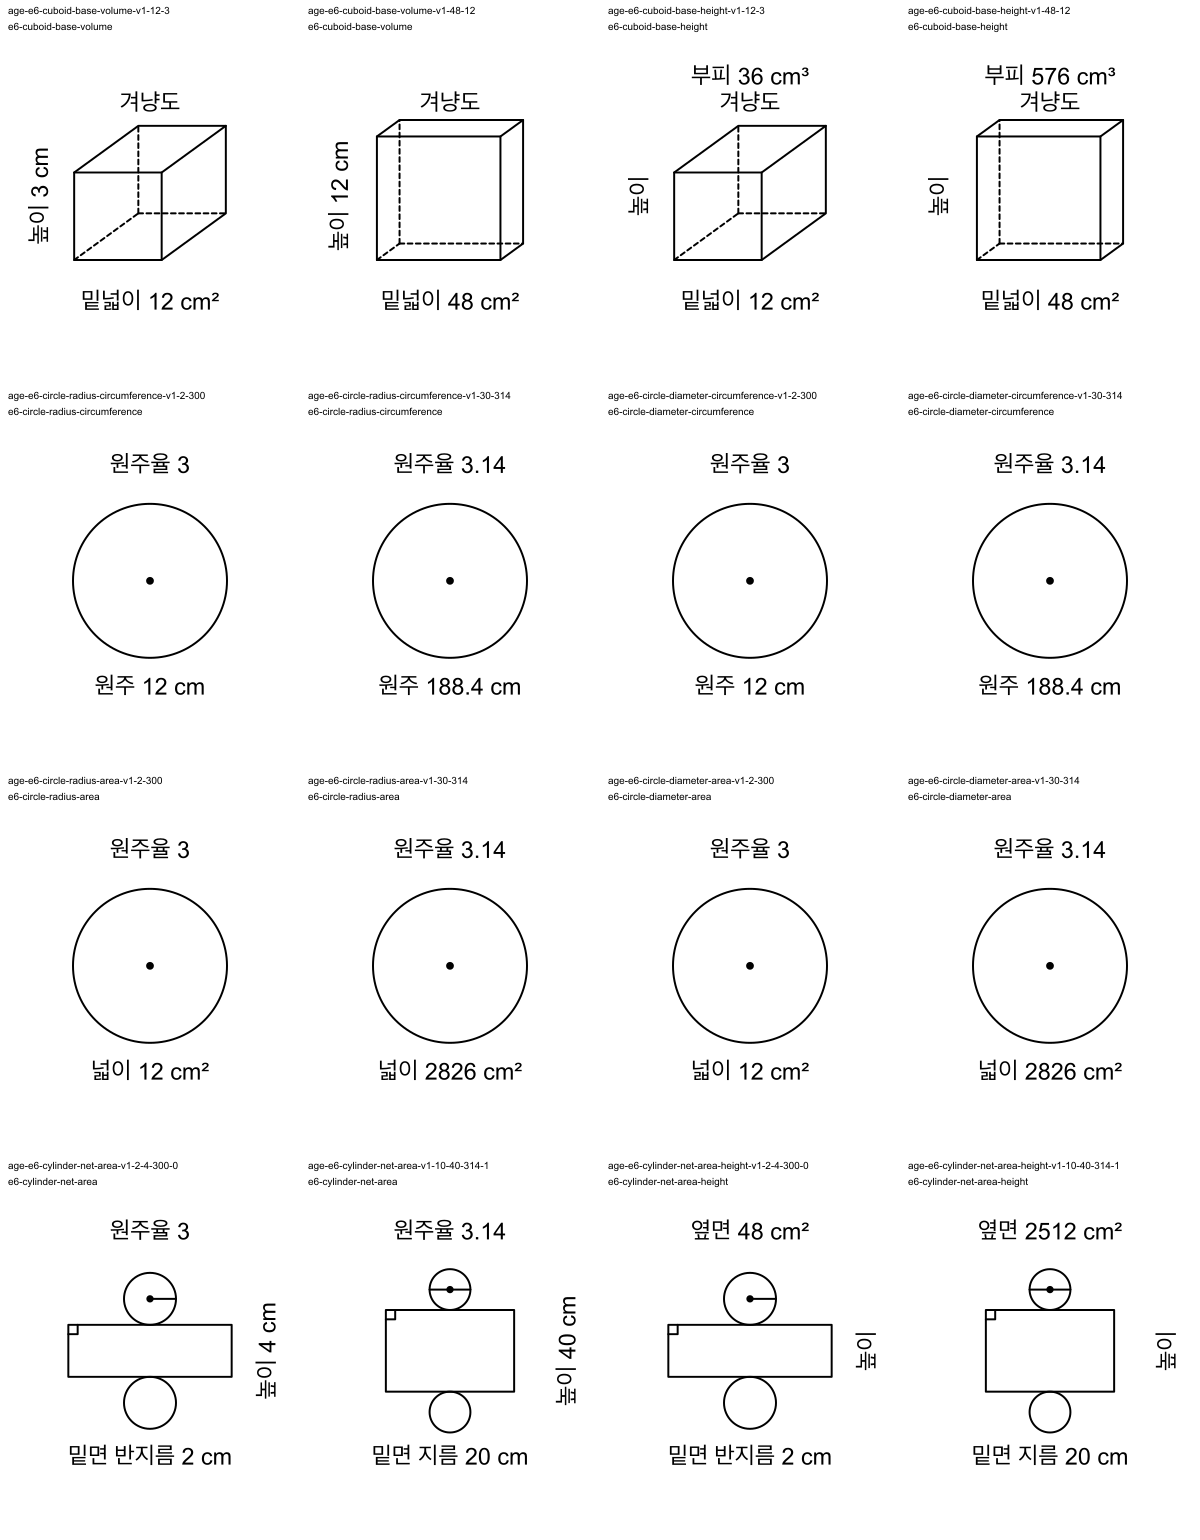 age-e6-cuboid-base-volume-v1-12-3
e6-cuboid-base-volume
겨냥도
높이 3 cm
밑넓이 12 cm²
age-e6-cuboid-base-volume-v1-48-12
e6-cuboid-base-volume
겨냥도
높이 12 cm
밑넓이 48 cm²
age-e6-cuboid-base-height-v1-12-3
e6-cuboid-base-height
부피 36 cm³
겨냥도
높이
밑넓이 12 cm²
age-e6-cuboid-base-height-v1-48-12
e6-cuboid-base-height
부피 576 cm³
겨냥도
높이
밑넓이 48 cm²
age-e6-circle-radius-circumference-v1-2-300
e6-circle-radius-circumference
원주율 3
원주 12 cm
age-e6-circle-radius-circumference-v1-30-314
e6-circle-radius-circumference
원주율 3.14
원주 188.4 cm
age-e6-circle-diameter-circumference-v1-2-300
e6-circle-diameter-circumference
원주율 3
원주 12 cm
age-e6-circle-diameter-circumference-v1-30-314
e6-circle-diameter-circumference
원주율 3.14
원주 188.4 cm
age-e6-circle-radius-area-v1-2-300
e6-circle-radius-area
원주율 3
넓이 12 cm²
age-e6-circle-radius-area-v1-30-314
e6-circle-radius-area
원주율 3.14
넓이 2826 cm²
age-e6-circle-diameter-area-v1-2-300
e6-circle-diameter-area
원주율 3
넓이 12 cm²
age-e6-circle-diameter-area-v1-30-314
e6-circle-diameter-area
원주율 3.14
넓이 2826 cm²
age-e6-cylinder-net-area-v1-2-4-300-0
e6-cylinder-net-area
원주율 3
높이 4 cm
밑면 반지름 2 cm
age-e6-cylinder-net-area-v1-10-40-314-1
e6-cylinder-net-area
원주율 3.14
높이 40 cm
밑면 지름 20 cm
age-e6-cylinder-net-area-height-v1-2-4-300-0
e6-cylinder-net-area-height
옆면 48 cm²
높이
밑면 반지름 2 cm
age-e6-cylinder-net-area-height-v1-10-40-314-1
e6-cylinder-net-area-height
옆면 2512 cm²
높이
밑면 지름 20 cm